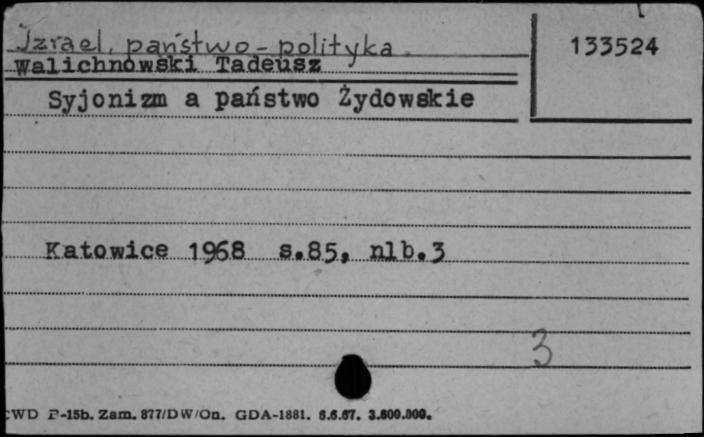 Izrael, państwo - polityka
133524
Walichnowski Tadeusz
Syjonizm a państwo Żydowskie
Katowice 1968 s.85, nlb.3
3
CWD P-15b. Zam. 877/DW/On. GDA-1881. 6.6.67. 3.600.000.